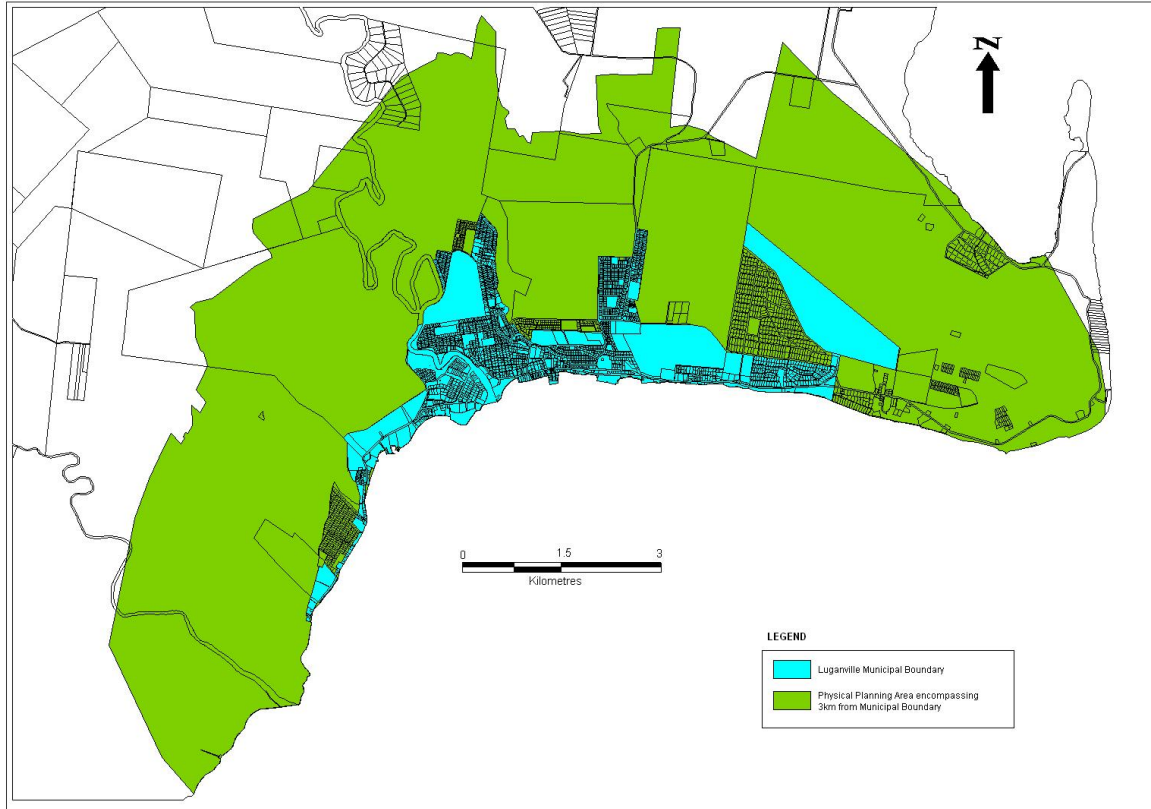 N
0 1.5 3
Kilometres
LEGEND
Luganville Municipal Boundary
Physical Planning Area encompassing
3km from Municipal Boundary